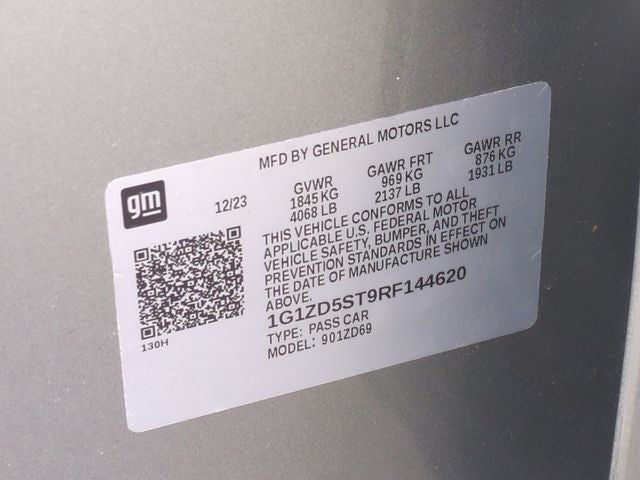 MFD BY GENERAL MOTORS LLC
gm
12/23
GVWR GAWR FRT GAWR RR
1845 KG 969 KG 876 KG
4068 LB 2137 LB 1931 LB
THIS VEHICLE CONFORMS TO ALL
APPLICABLE U.S. FEDERAL MOTOR
VEHICLE SAFETY, BUMPER, AND THEFT
PREVENTION STANDARDS IN EFFECT ON
THE DATE OF MANUFACTURE SHOWN
ABOVE.
1G1ZD5ST9RF144620
TYPE: PASS CAR
MODEL: 901ZD69
130H